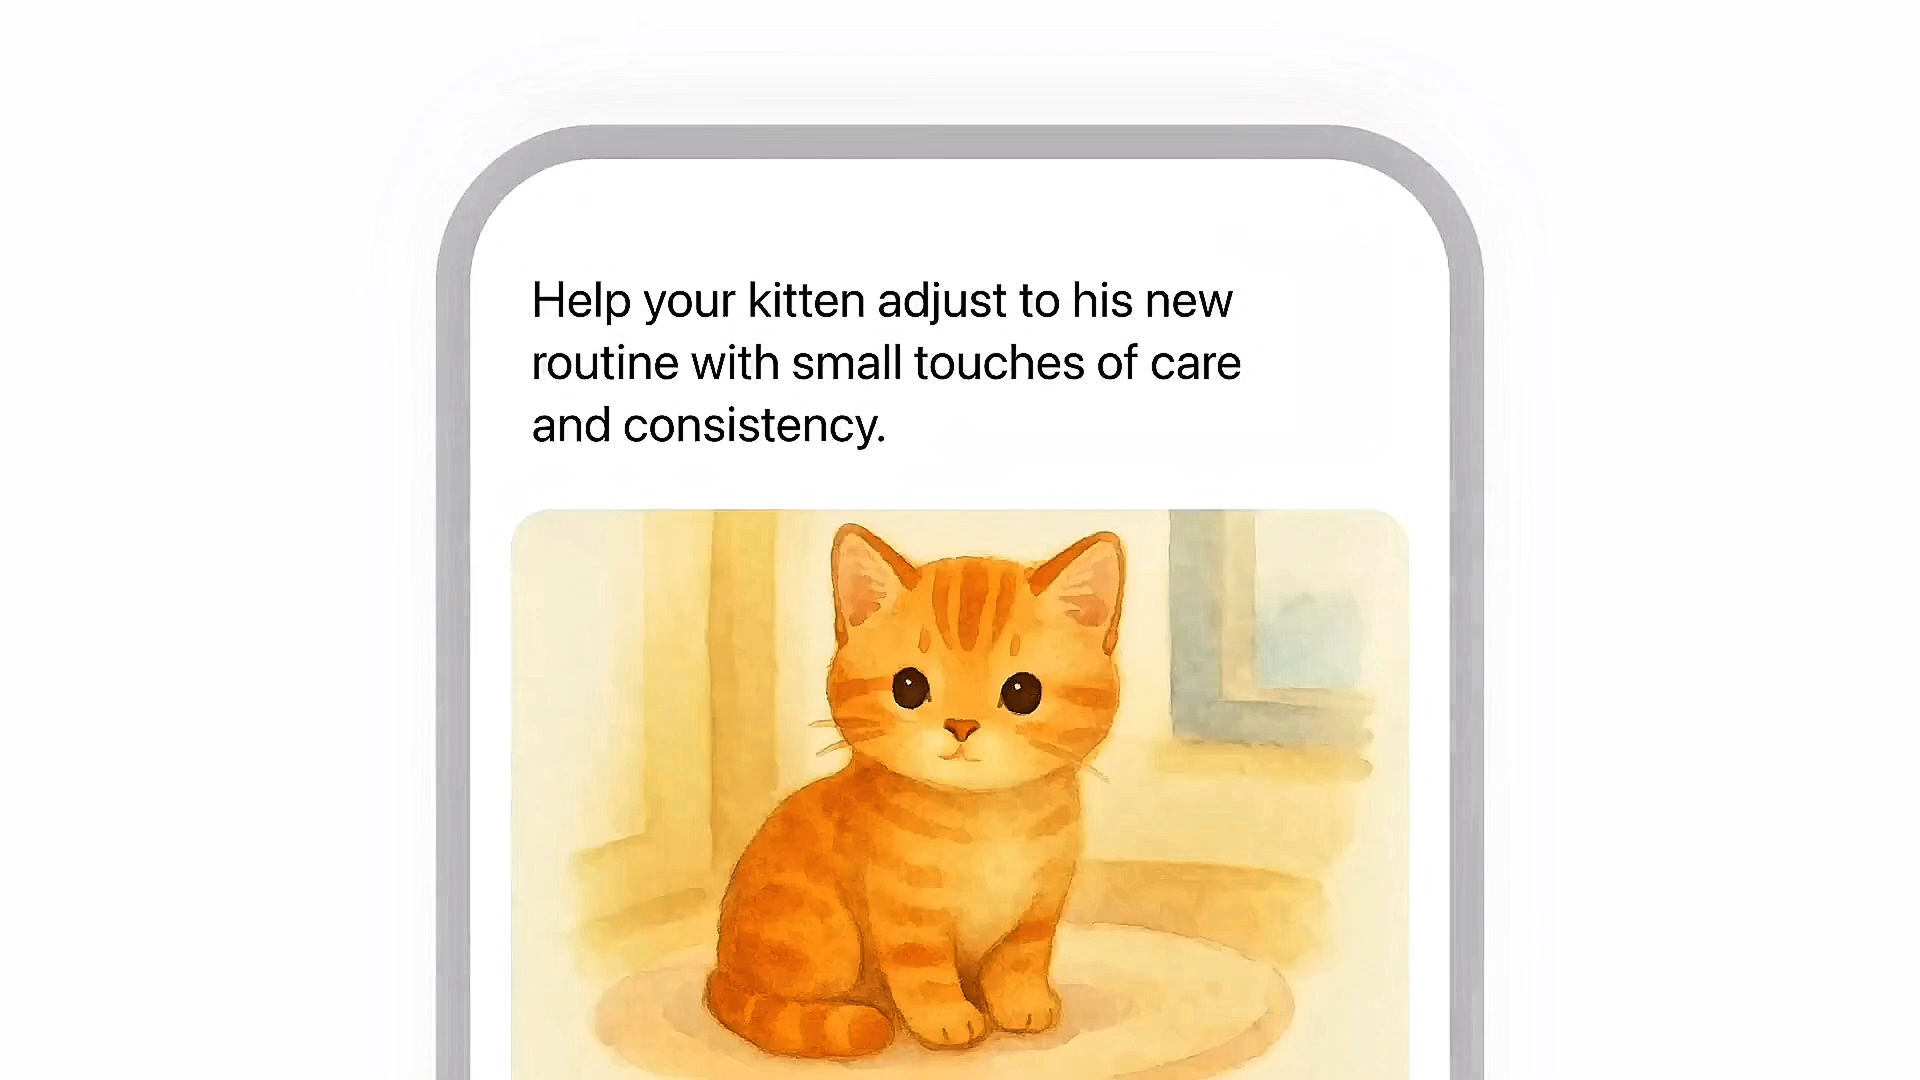 Help your kitten adjust to his new
routine with small touches of care
and consistency.